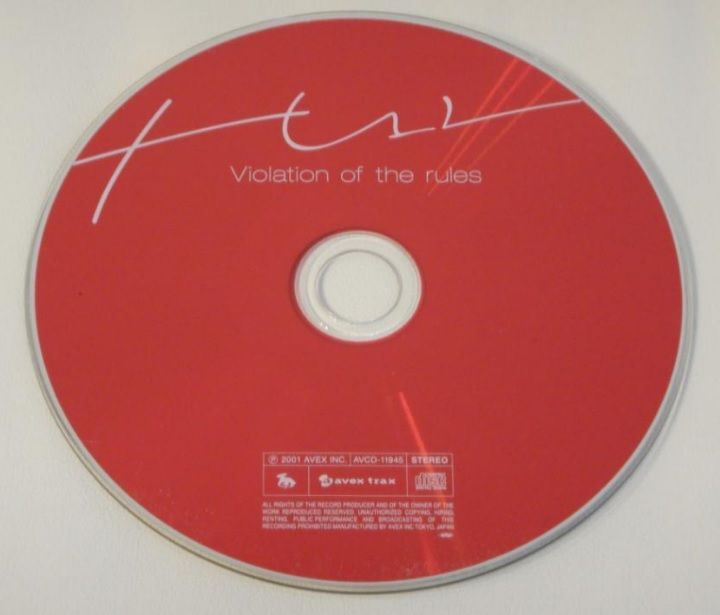 Violation of the rules
℗ 2001 AVEX INC. AVCD-11945 STEREO
avex trax
ALL RIGHTS OF THE RECORD PRODUCER AND OF THE OWNER OF THE
WORK REPRODUCED RESERVED. UNAUTHORIZED COPYING, HIRING,
RENTING, PUBLIC PERFORMANCE AND BROADCASTING OF THIS
RECORDING PROHIBITED MANUFACTURED BY AVEX INC. TOKYO, JAPAN